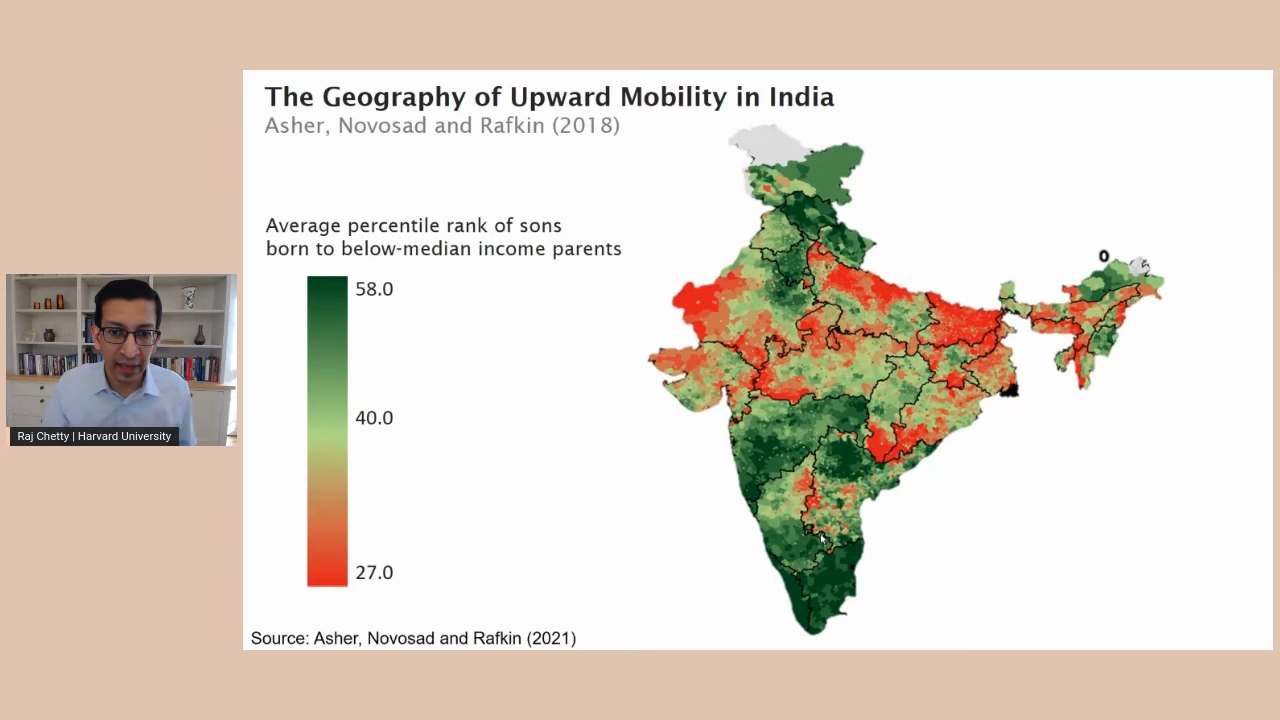 The Geography of Upward Mobility in India
Asher, Novosad and Rafkin (2018)
Average percentile rank of sons
born to below-median income parents
58.0
40.0
27.0
0
Source: Asher, Novosad and Rafkin (2021)
Raj Chetty | Harvard University